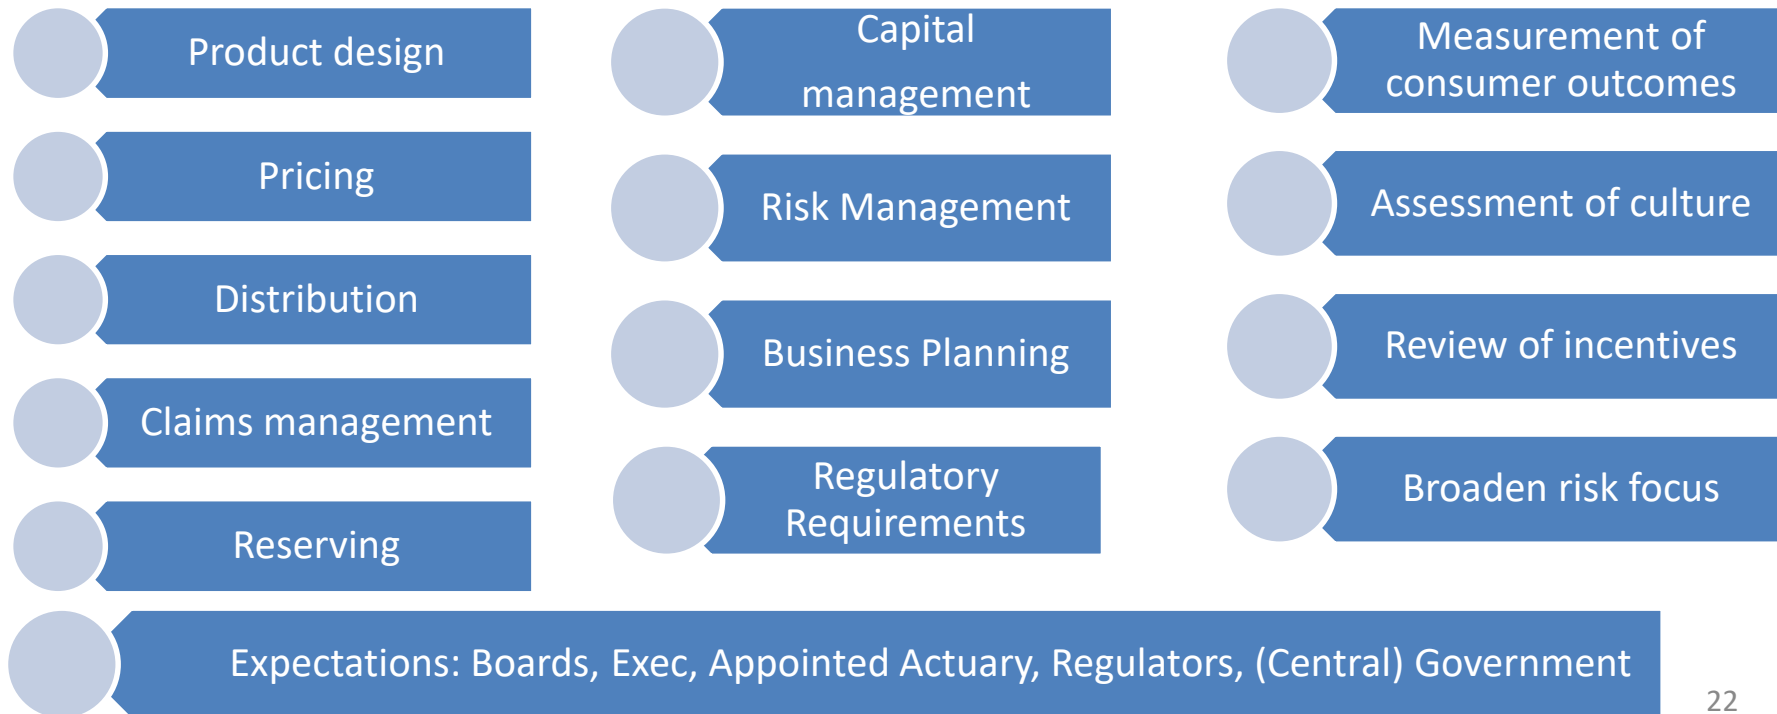 Product design
Pricing
Distribution
Claims management
Reserving
Capital
management
Risk Management
Business Planning
Regulatory
Requirements
Measurement of
consumer outcomes
Assessment of culture
Review of incentives
Broaden risk focus
Expectations: Boards, Exec, Appointed Actuary, Regulators, (Central) Government
22